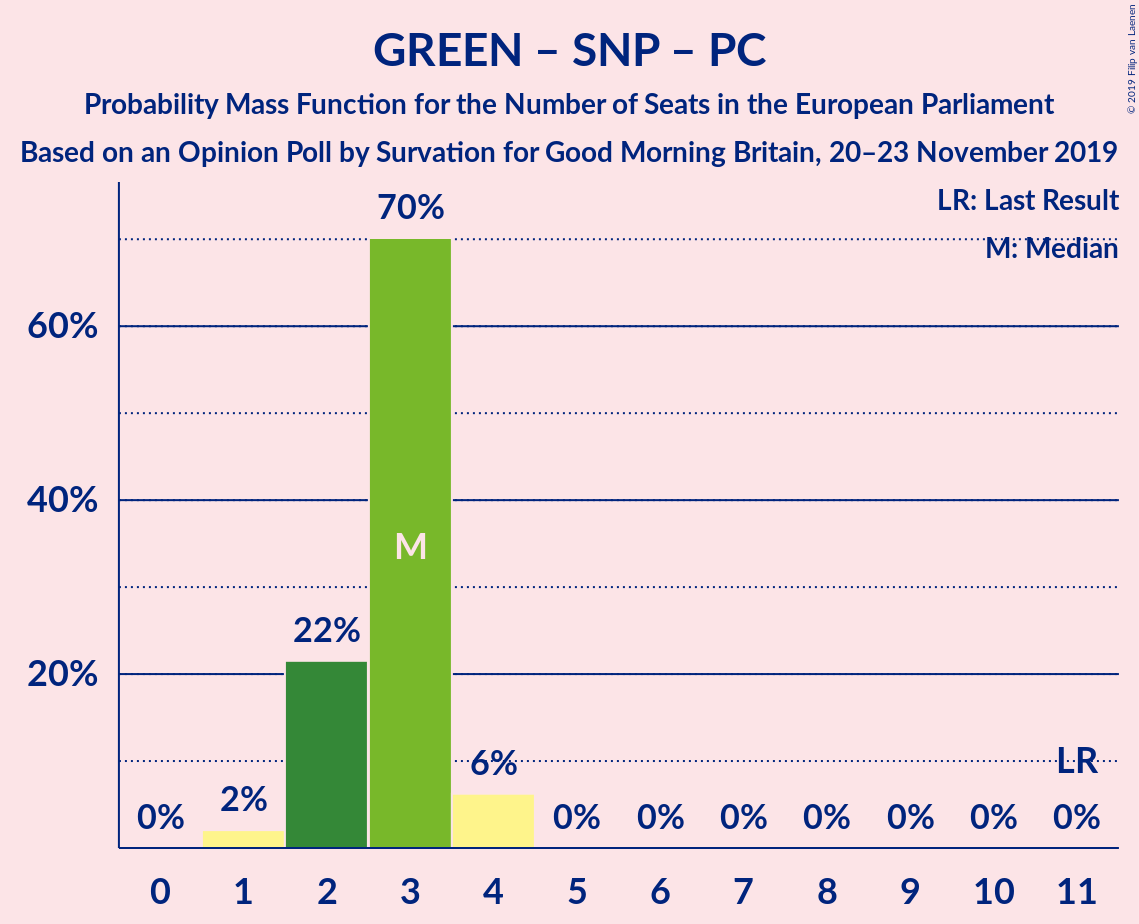 GREEN – SNP – PC
Probability Mass Function for the Number of Seats in the European Parliament
Based on an Opinion Poll by Survation for Good Morning Britain, 20–23 November 2019
© 2019 Filip van Laenen
LR: Last Result
M: Median
70%
60%
40%
M
22%
20%
6%
LR
2%
0%
0%
0%
0%
0%
0%
0%
0%
0 1 2 3 4 5 6 7 8 9 10 11